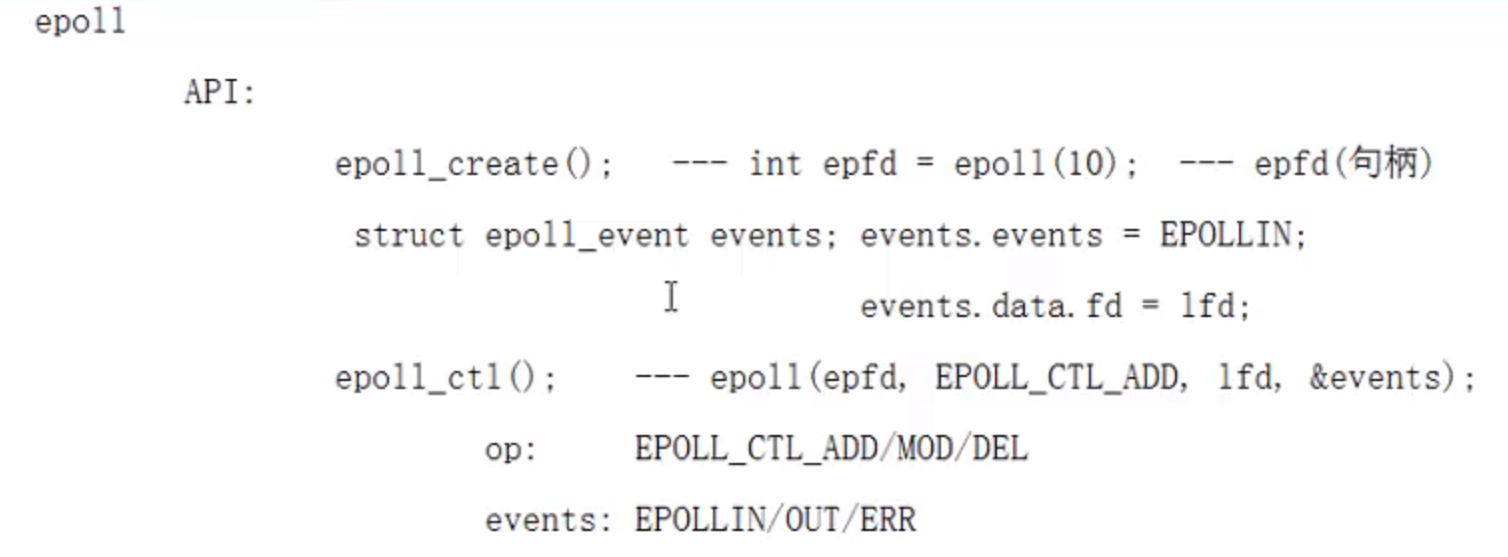 epoll
API:
epoll_create(); --- int epfd = epoll(10); --- epfd(句柄)
struct epoll_event events; events.events = EPOLLIN;
events.data.fd = lfd;
epoll_ctl(); --- epoll(epfd, EPOLL_CTL_ADD, lfd, &events);
op: EPOLL_CTL_ADD/MOD/DEL
events: EPOLLIN/OUT/ERR